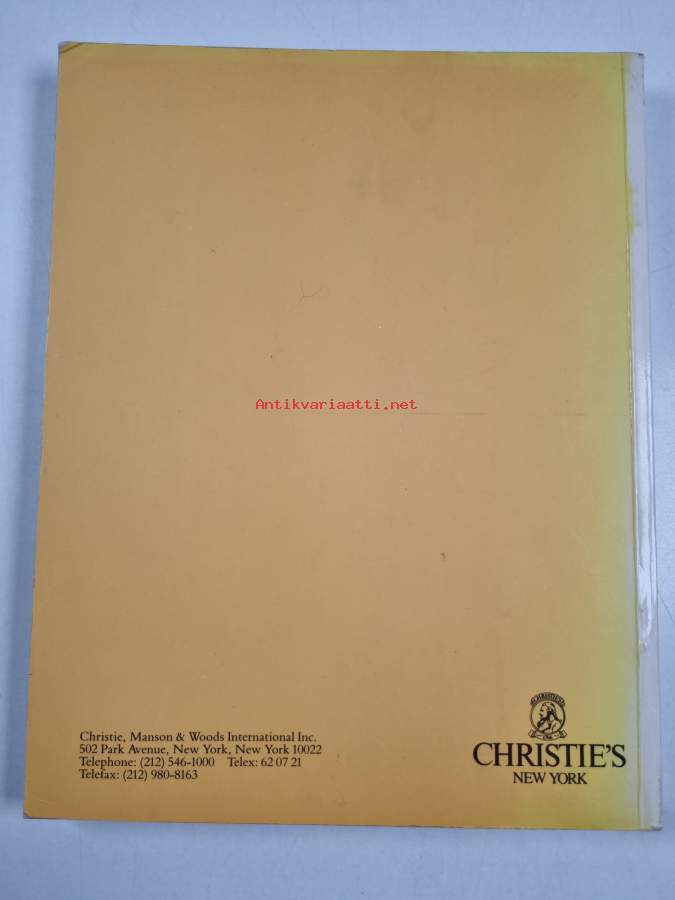 Antikvariaatti.net
Christie, Manson & Woods International Inc.
502 Park Avenue, New York, New York 10022
Telephone: (212) 546-1000 Telex: 62 07 21
Telefax: (212) 980-8163
CHRISTIE'S
NEW YORK